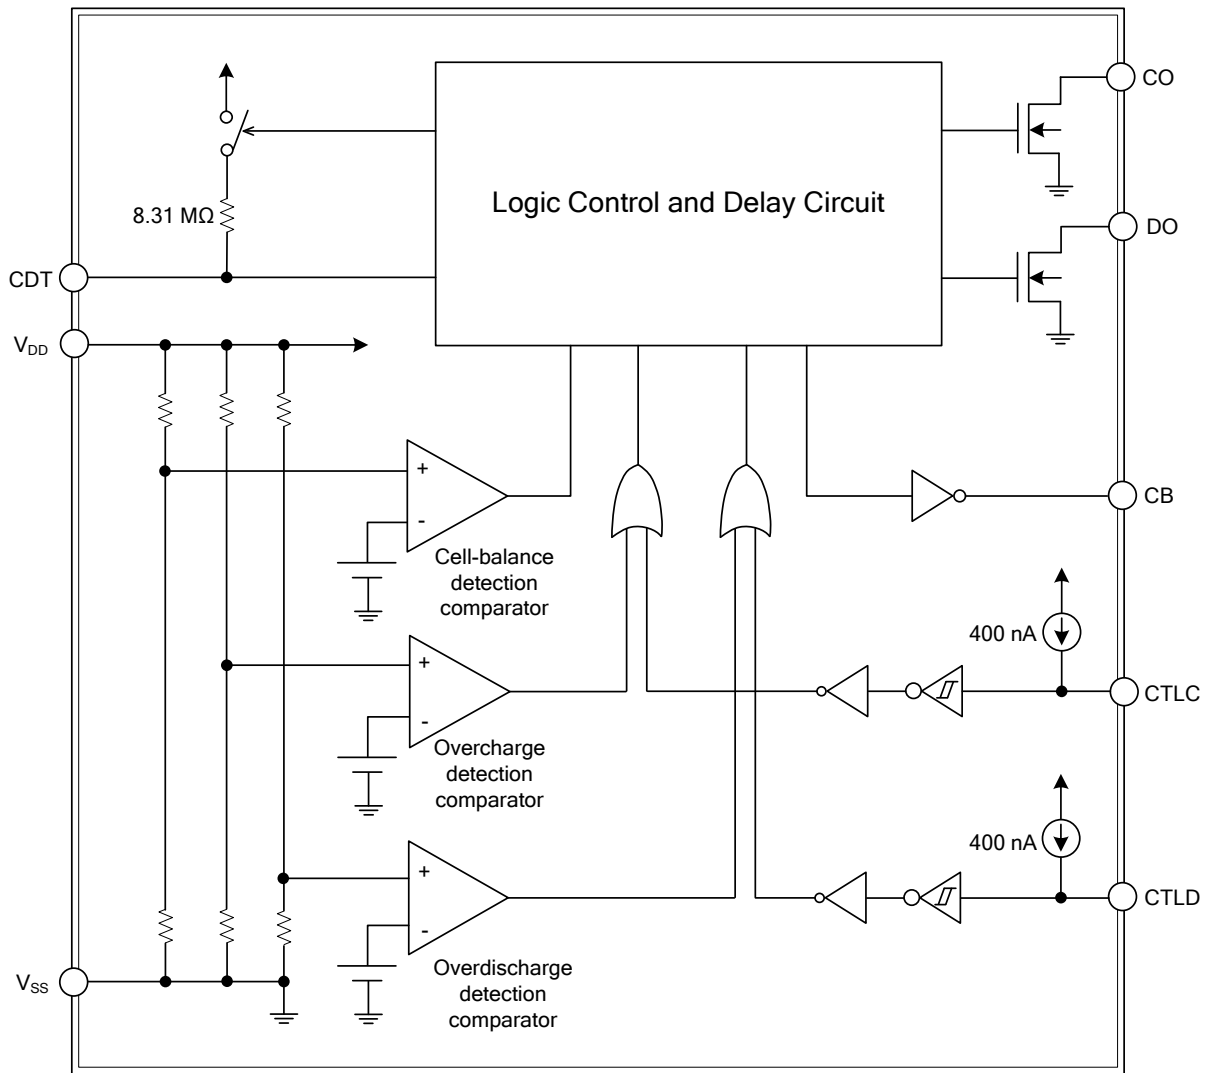 CO
Logic Control and Delay Circuit
8.31 MΩ
DO
CDT
VDD
+
-
CB
Cell-balance
detection
comparator
400 nA
+
-
CTLC
Overcharge
detection
comparator
400 nA
+
-
CTLD
Overdischarge
detection
comparator
VSS